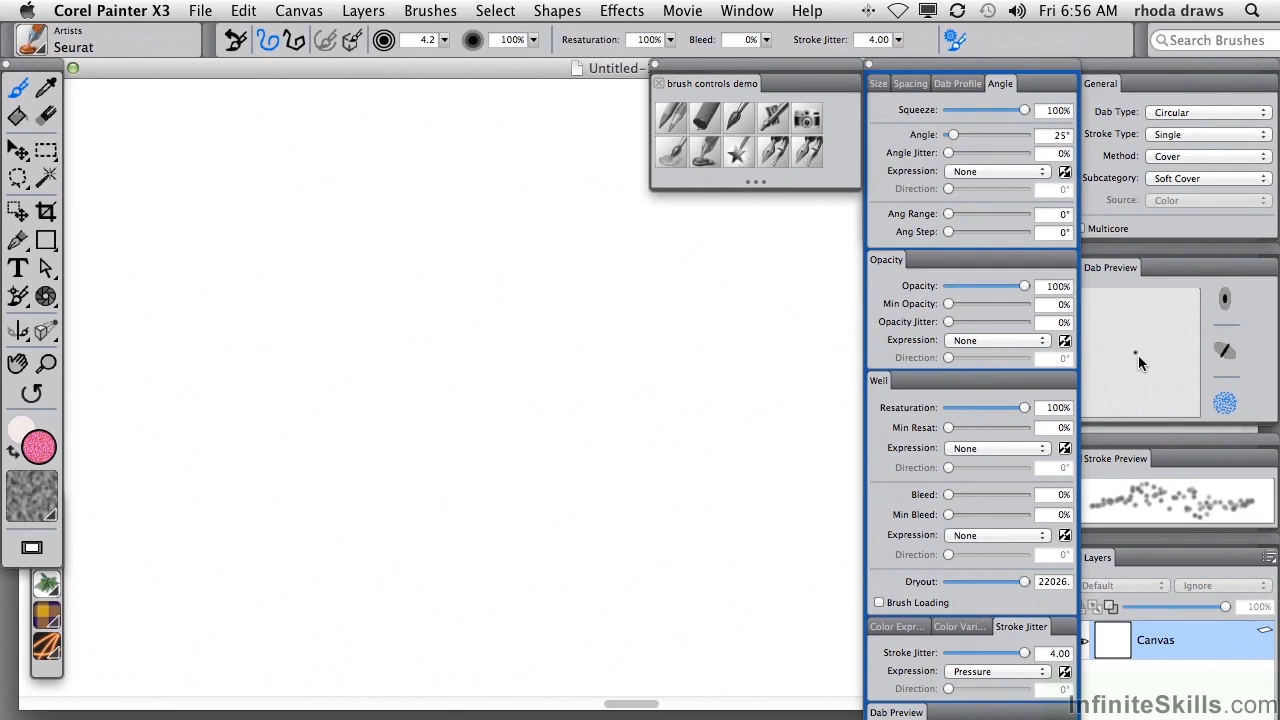 Corel Painter X3 File Edit Canvas Layers Brushes Select Shapes Effects Movie Window Help Fri 6:56 AM rhoda draws
Artists
Seurat
4.2 100% Resaturation: 100% Bleed: 0% Stroke Jitter: 4.00 Search Brushes
Untitled-
brush controls demo
Size Spacing Dab Profile Angle
Squeeze: 100%
Angle: 25°
Angle Jitter: 0%
Expression: None
Direction: 0°
Ang Range: 0°
Ang Step: 0°
Opacity
Opacity: 100%
Min Opacity: 0%
Opacity Jitter: 0%
Expression: None
Direction: 0°
Well
Resaturation: 100%
Min Resat: 0%
Expression: None
Direction: 0°
Bleed: 0%
Min Bleed: 0%
Expression: None
Direction: 0°
Dryout: 22026.
Brush Loading
Color Expr... Color Vari... Stroke Jitter
Stroke Jitter: 4.00
Expression: Pressure
Direction: 0°
Dab Preview
General
Dab Type: Circular
Stroke Type: Single
Method: Cover
Subcategory: Soft Cover
Source: Color
Multicore
Dab Preview
Stroke Preview
Layers
Default Ignore
100%
Canvas
InfiniteSkills.com